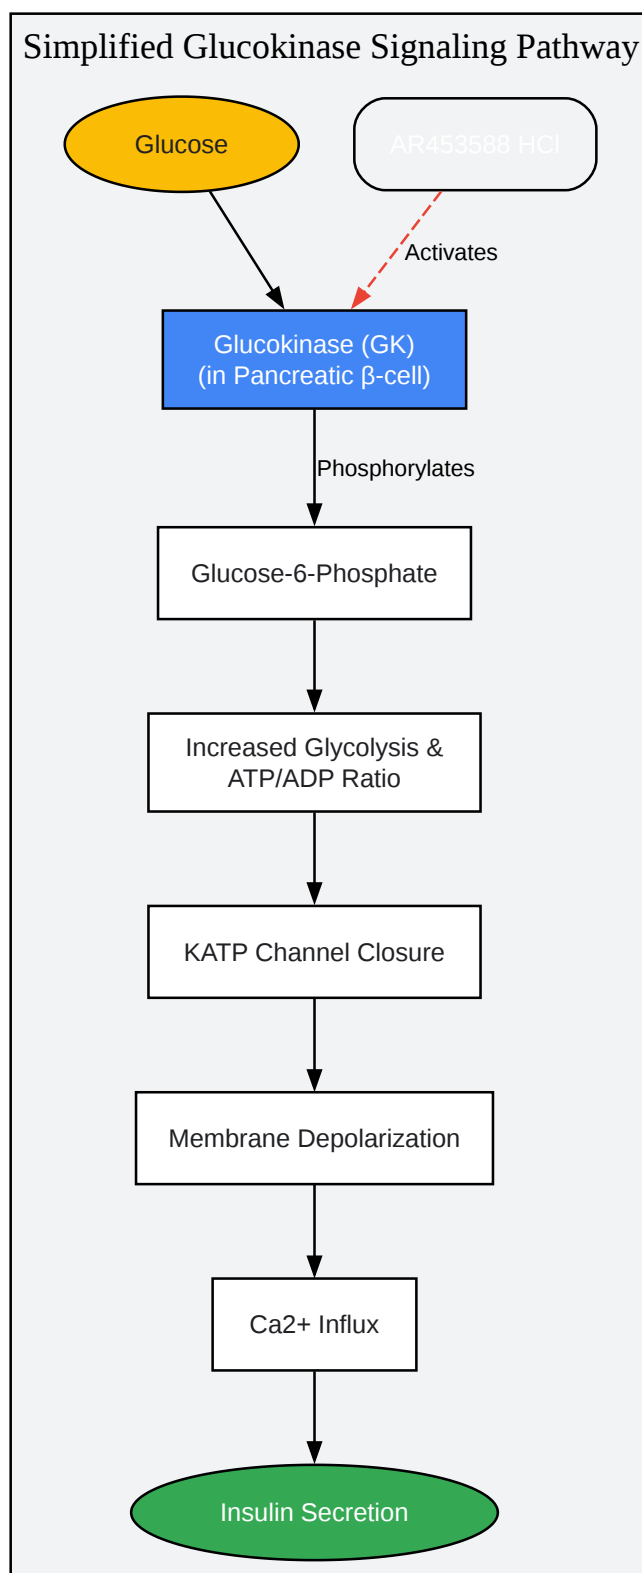 Simplified Glucokinase Signaling Pathway
Glucose
AR453588 HCl
Activates
Glucokinase (GK)
(in Pancreatic β-cell)
Phosphorylates
Glucose-6-Phosphate
Increased Glycolysis &
ATP/ADP Ratio
KATP Channel Closure
Membrane Depolarization
Ca2+ Influx
Insulin Secretion